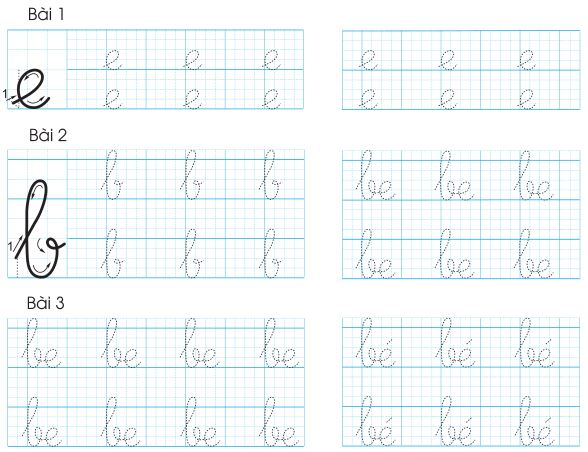 Bài 1
e e e e e e
1 e e e e e e e
Bài 2
b b b be be be
1 b b b b be be be
Bài 3
be be be be bé bé bé
be be be be bé bé bé